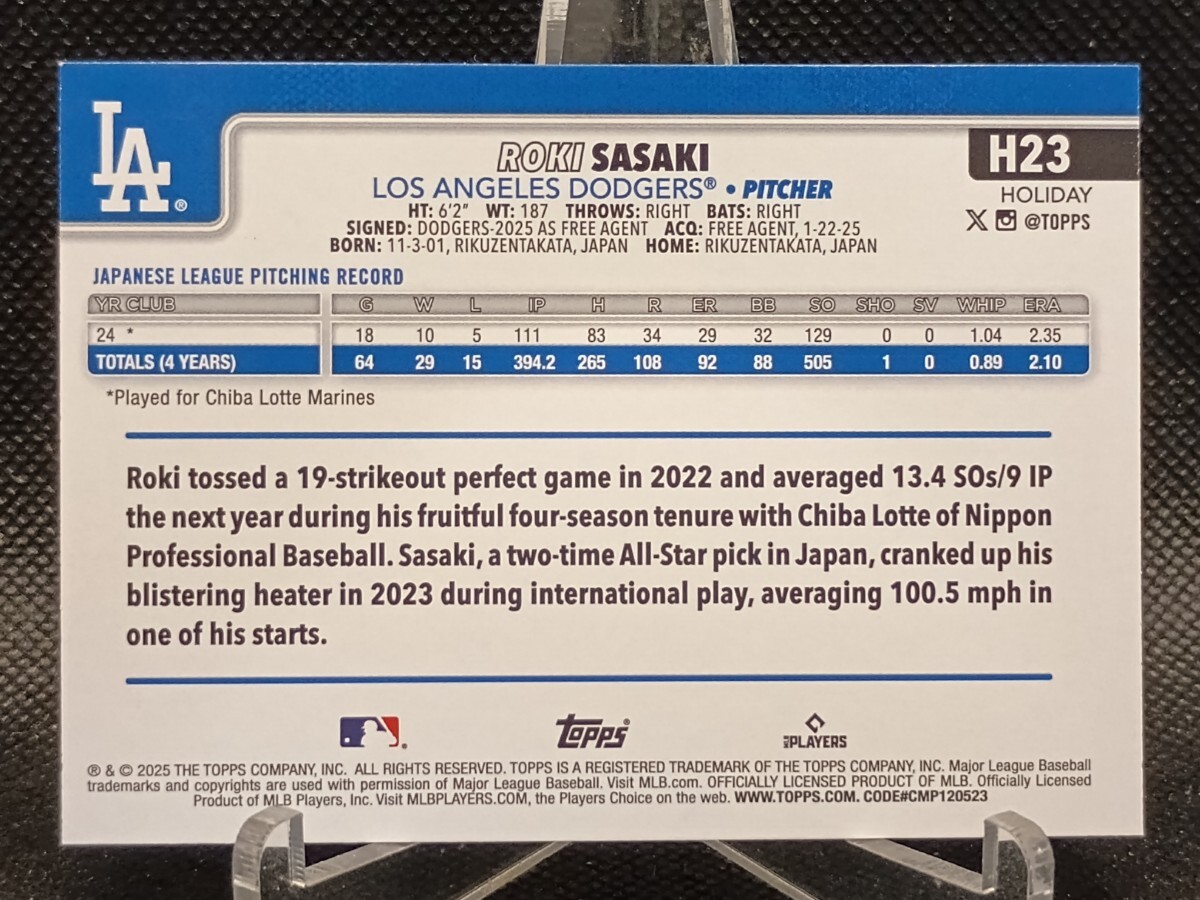 LA®
ROKI SASAKI
LOS ANGELES DODGERS® • PITCHER
HT: 6'2" WT: 187 THROWS: RIGHT BATS: RIGHT
SIGNED: DODGERS-2025 AS FREE AGENT ACQ: FREE AGENT, 1-22-25
BORN: 11-3-01, RIKUZENTAKATA, JAPAN HOME: RIKUZENTAKATA, JAPAN
H23
HOLIDAY
@TOPPS
JAPANESE LEAGUE PITCHING RECORD
YR CLUB G W L IP H R ER BB SO SHO SV WHIP ERA
24 * 18 10 5 111 83 34 29 32 129 0 0 1.04 2.35
TOTALS (4 YEARS) 64 29 15 394.2 265 108 92 88 505 1 0 0.89 2.10
*Played for Chiba Lotte Marines
Roki tossed a 19-strikeout perfect game in 2022 and averaged 13.4 SOs/9 IP
the next year during his fruitful four-season tenure with Chiba Lotte of Nippon
Professional Baseball. Sasaki, a two-time All-Star pick in Japan, cranked up his
blistering heater in 2023 during international play, averaging 100.5 mph in
one of his starts.
Topps®
MLB PLAYERS
® & © 2025 THE TOPPS COMPANY, INC. ALL RIGHTS RESERVED. TOPPS IS A REGISTERED TRADEMARK OF THE TOPPS COMPANY, INC. Major League Baseball
trademarks and copyrights are used with permission of Major League Baseball. Visit MLB.com. OFFICIALLY LICENSED PRODUCT OF MLB. Officially Licensed
Product of MLB Players, Inc. Visit MLBPLAYERS.COM, the Players Choice on the web. WWW.TOPPS.COM. CODE#CMP120523